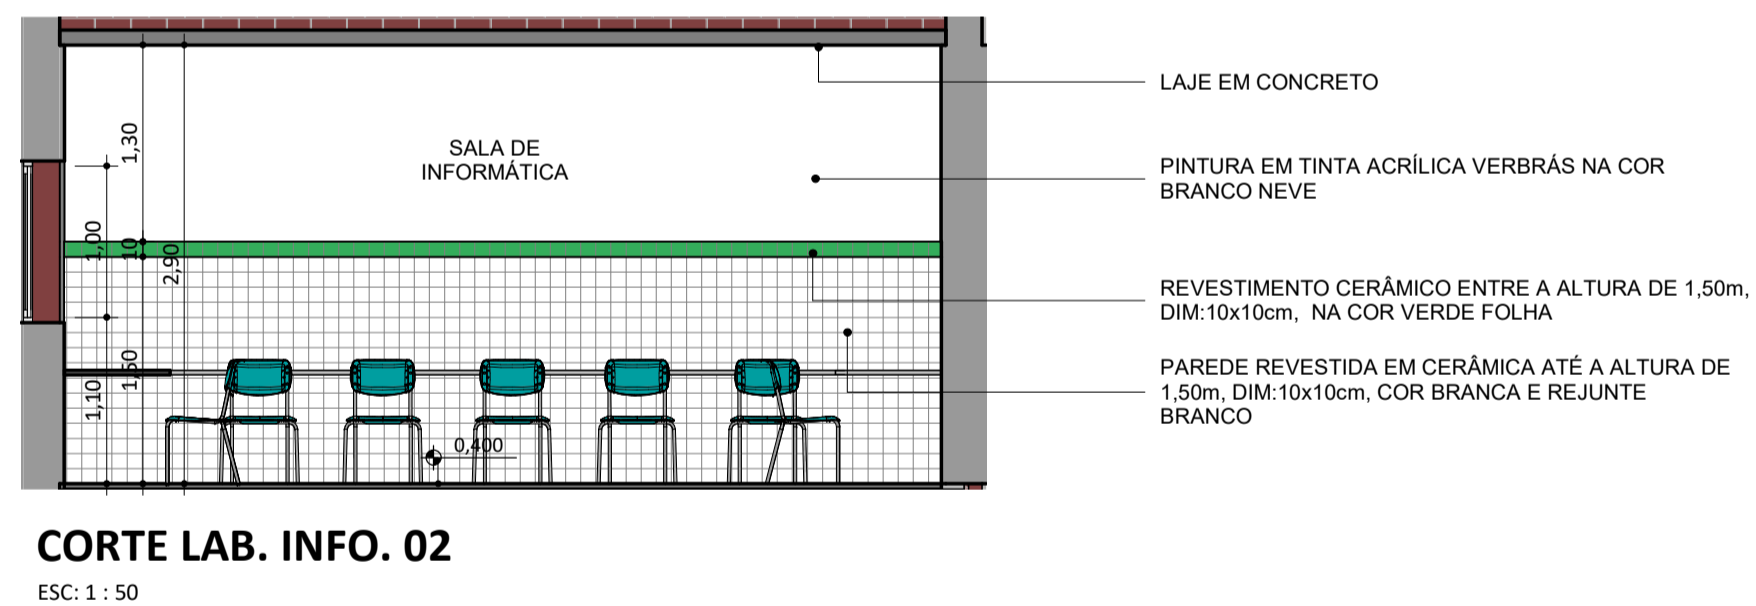 LAJE EM CONCRETO
1,30
SALA DE
INFORMÁTICA
PINTURA EM TINTA ACRÍLICA VERBRÁS NA COR
BRANCO NEVE
1,00
10
2,90
REVESTIMENTO CERÂMICO ENTRE A ALTURA DE 1,50m,
DIM:10x10cm, NA COR VERDE FOLHA
1,10
1,50
PAREDE REVESTIDA EM CERÂMICA ATÉ A ALTURA DE
1,50m, DIM:10x10cm, COR BRANCA E REJUNTE
BRANCO
0,400
CORTE LAB. INFO. 02
ESC: 1 : 50